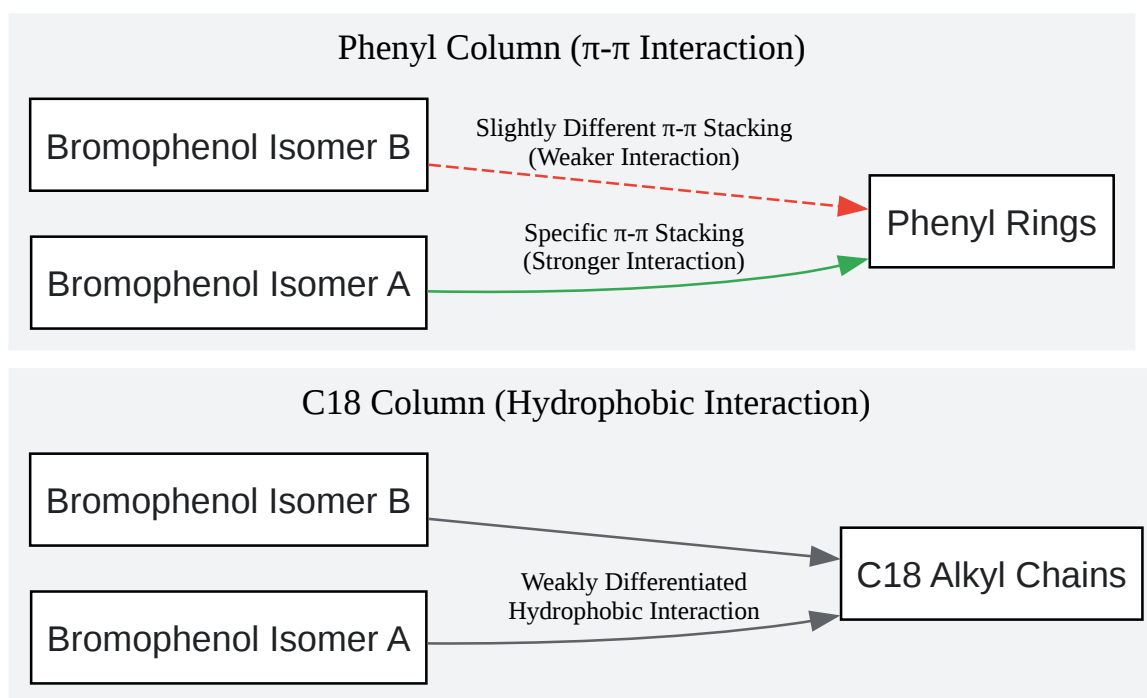 Phenyl Column (π-π Interaction)
Bromophenol Isomer B
Slightly Different π-π Stacking
(Weaker Interaction)
Phenyl Rings
Specific π-π Stacking
(Stronger Interaction)
Bromophenol Isomer A
C18 Column (Hydrophobic Interaction)
Bromophenol Isomer B
C18 Alkyl Chains
Weakly Differentiated
Hydrophobic Interaction
Bromophenol Isomer A